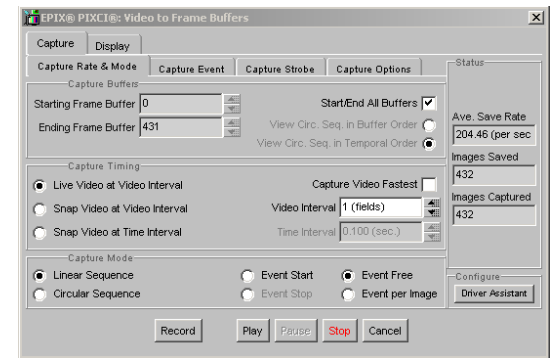 EPIX® PIXCI®: Video to Frame Buffers
Capture Display
Capture Rate & Mode Capture Event Capture Strobe Capture Options
Capture Buffers
Starting Frame Buffer 0 Start/End All Buffers
Ending Frame Buffer 431 View Circ. Seq. in Buffer Order
View Circ. Seq. in Temporal Order
Capture Timing
Live Video at Video Interval Capture Video Fastest
Snap Video at Video Interval Video Interval 1 (fields)
Snap Video at Time Interval Time Interval 0.100 (sec.)
Capture Mode
Linear Sequence Event Start Event Free
Circular Sequence Event Stop Event per Image
Status
Ave. Save Rate
204.46 (per sec
Images Saved
432
Images Captured
432
Configure
Driver Assistant
Record Play Pause Stop Cancel